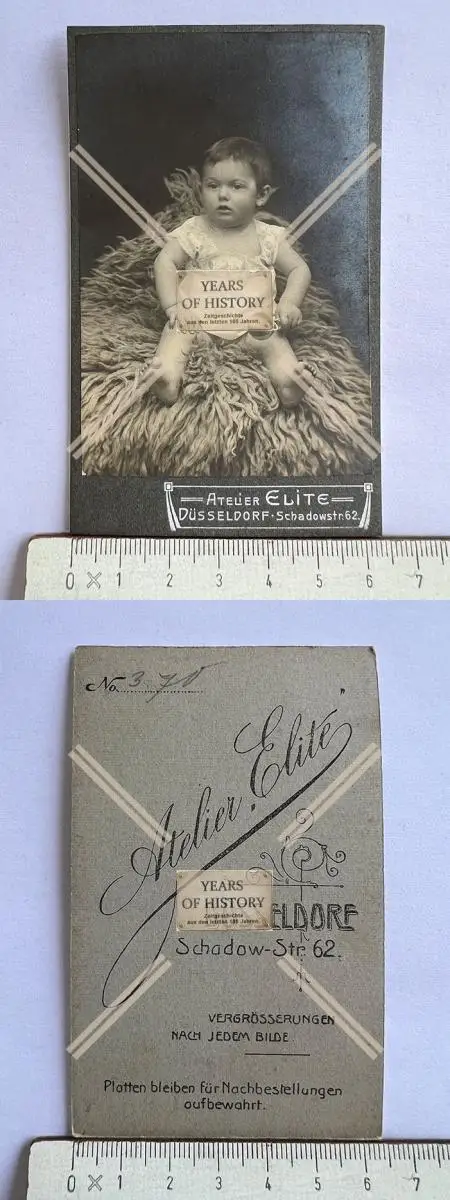 YEARS
OF HISTORY
Zeitgeschichte
aus den letzten 100 Jahren.
ATELIER ELITE
DÜSSELDORF · Schadowstr. 62.
0 1 2 3 4 5 6 7
No. 3.70
Atelier Elite
YEARS
OF HISTORY
Zeitgeschichte
aus den letzten 100 Jahren.
ELDORF
Schadow-Str. 62.
VERGRÖSSERUNGEN
NACH JEDEM BILDE
Platten bleiben für Nachbestellungen
aufbewahrt.
0 1 2 3 4 5 6 7